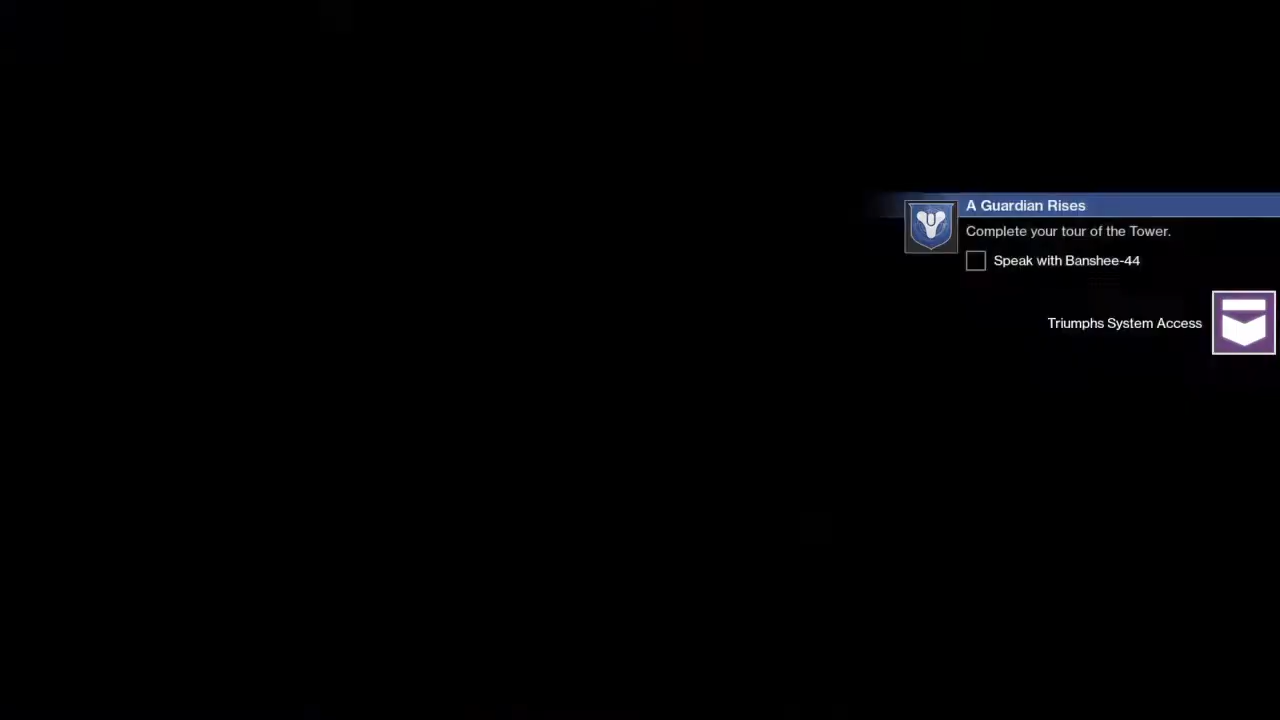 A Guardian Rises
Complete your tour of the Tower.
Speak with Banshee-44
Triumphs System Access